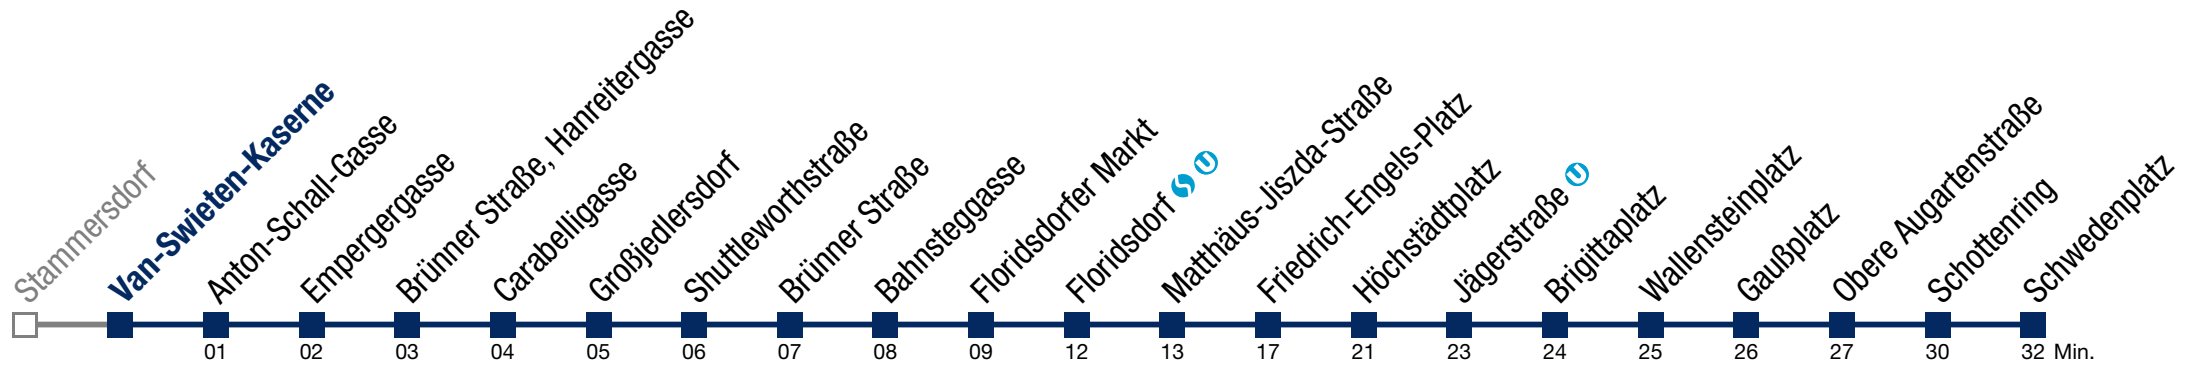 Stammersdorf
Van-Swieten-Kaserne
Anton-Schall-Gasse
Empergergasse
Brünner Straße, Hanreitergasse
Carabelligasse
Großjedlersdorf
Shuttleworthstraße
Brünner Straße
Bahnsteggasse
Floridsdorfer Markt
Floridsdorf S U
Matthäus-Jiszda-Straße
Friedrich-Engels-Platz
Höchstädtplatz
Jägerstraße U
Brigittaplatz
Wallensteinplatz
Gaußplatz
Obere Augartenstraße
Schottenring
Schwedenplatz
01 02 03 04 05 06 07 08 09 12 13 17 21 23 24 25 26 27 30 32 Min.